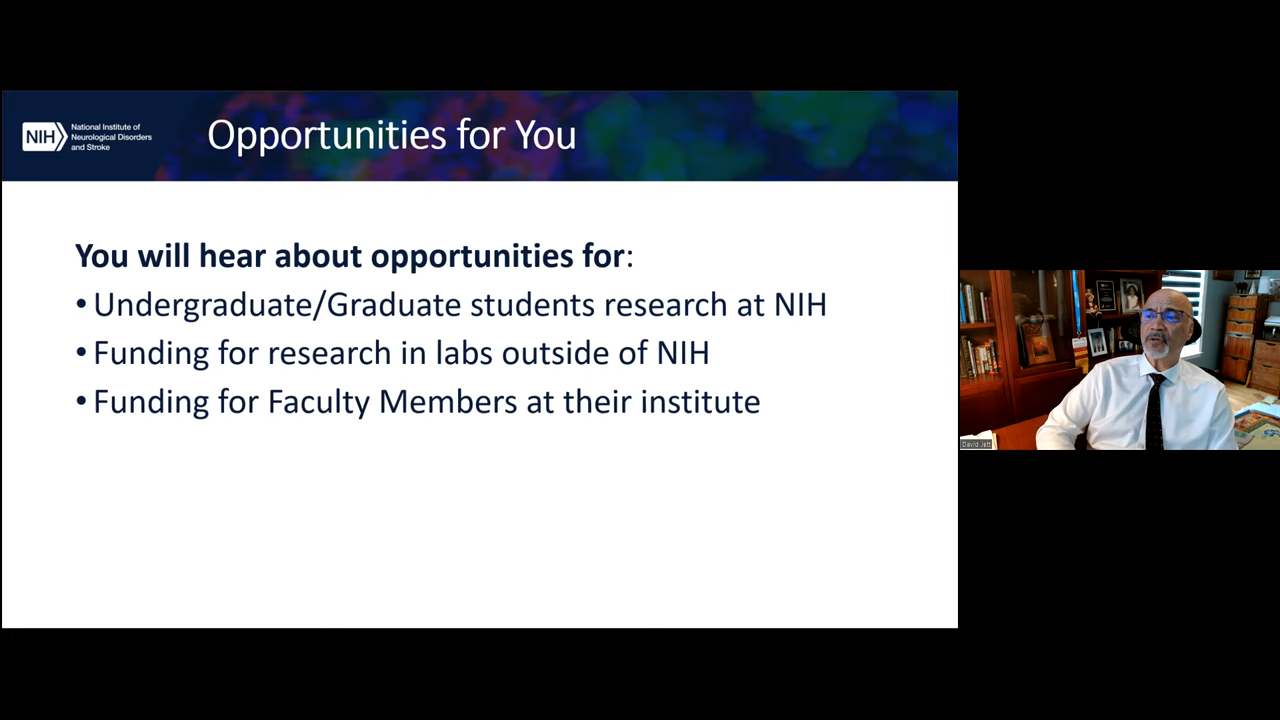 NIH
National Institute of
Neurological Disorders
and Stroke
Opportunities for You
You will hear about opportunities for:
• Undergraduate/Graduate students research at NIH
• Funding for research in labs outside of NIH
• Funding for Faculty Members at their institute
David Jett